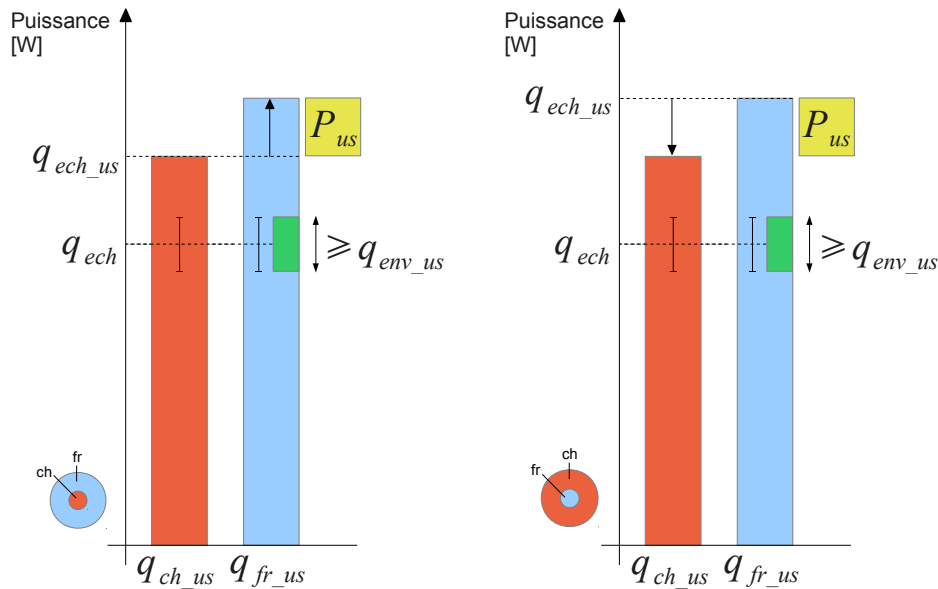 Puissance
[W]
P_us
q_ech_us
q_ech
⩾ q_env_us
fr
ch
q_ch_us
q_fr_us
Puissance
[W]
q_ech_us
P_us
q_ech
⩾ q_env_us
ch
fr
q_ch_us
q_fr_us